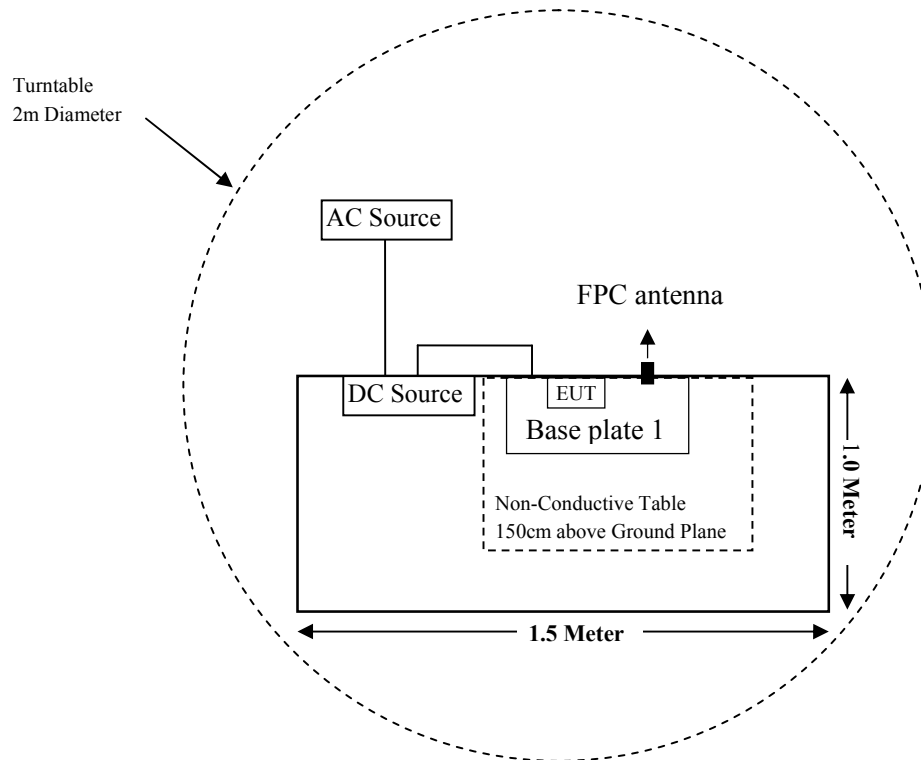 Turntable
2m Diameter
AC Source
FPC antenna
DC Source
EUT
Base plate 1
Non-Conductive Table
150cm above Ground Plane
1.0 Meter
1.5 Meter